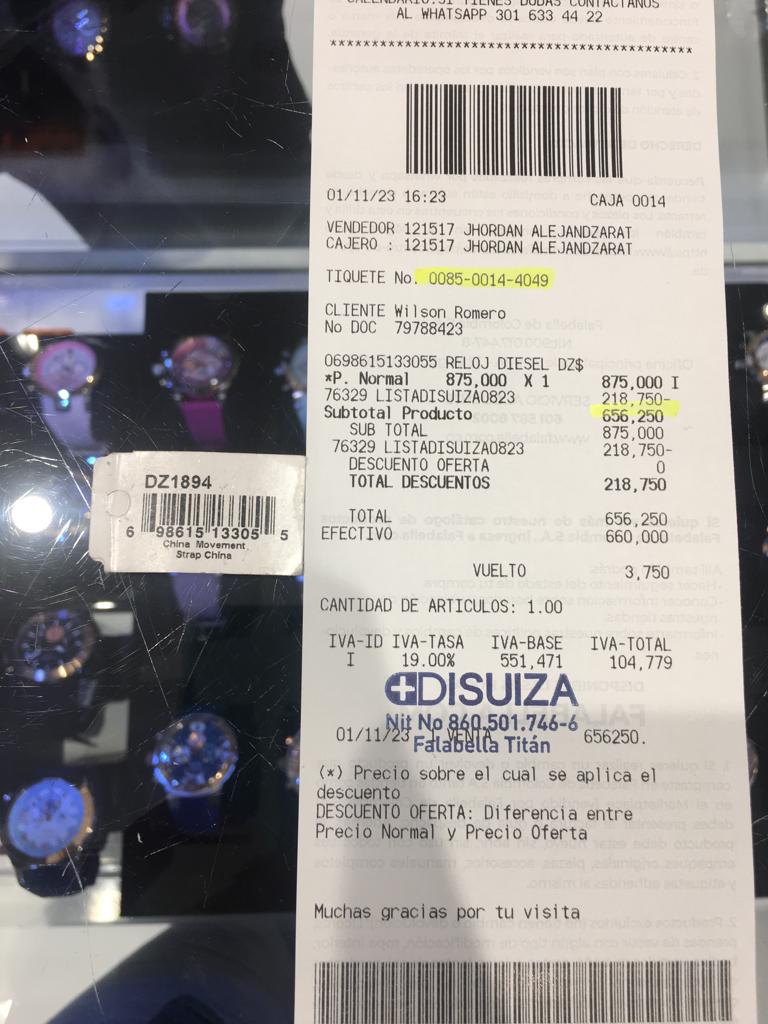 CALENDARIO.SI TIENES DUDAS CONTACTANOS
AL WHATSAPP 301 633 44 22
************************************************
01/11/23 16:23 CAJA 0014
VENDEDOR 121517 JHORDAN ALEJANDZARAT
CAJERO : 121517 JHORDAN ALEJANDZARAT
TIQUETE No. 0085-0014-4049
CLIENTE Wilson Romero
No DOC 79788423
0698615133055 RELOJ DIESEL DZ$
*P. Normal 875,000 X 1 875,000 I
76329 LISTADISUIZA0823 218,750-
Subtotal Producto 656,250
SUB TOTAL 875,000
76329 LISTADISUIZA0823 218,750-
DESCUENTO OFERTA 0
TOTAL DESCUENTOS 218,750
TOTAL 656,250
EFECTIVO 660,000
VUELTO 3,750
CANTIDAD DE ARTICULOS: 1.00
IVA-ID IVA-TASA IVA-BASE IVA-TOTAL
I 19.00% 551,471 104,779
DISUIZA
Nit No 860.501.746-6
01/11/23 1 VENTA 656250.
Falabella Titán
(*) Precio sobre el cual se aplica el
descuento
DESCUENTO OFERTA: Diferencia entre
Precio Normal y Precio Oferta
Muchas gracias por tu visita
DZ1894
6 98615 13305 5
China Movement
Strap China